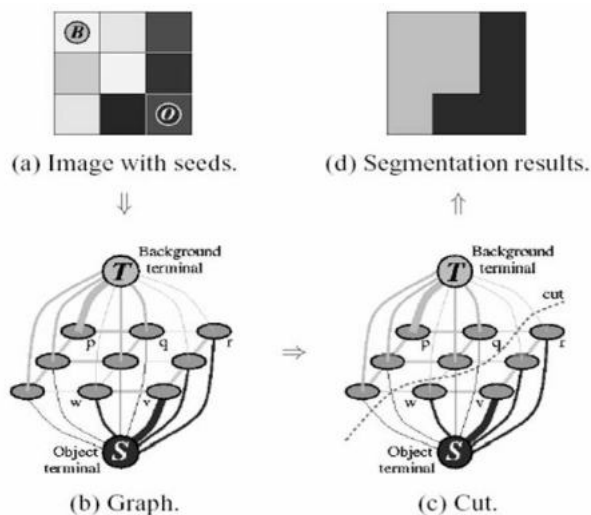 B
O
(a) Image with seeds.
(d) Segmentation results.
⇓
⇑
Background
terminal
T
p
q
r
w
v
S
Object
terminal
(b) Graph.
⇒
Background
terminal
T
cut
p
q
r
w
v
S
Object
terminal
(c) Cut.